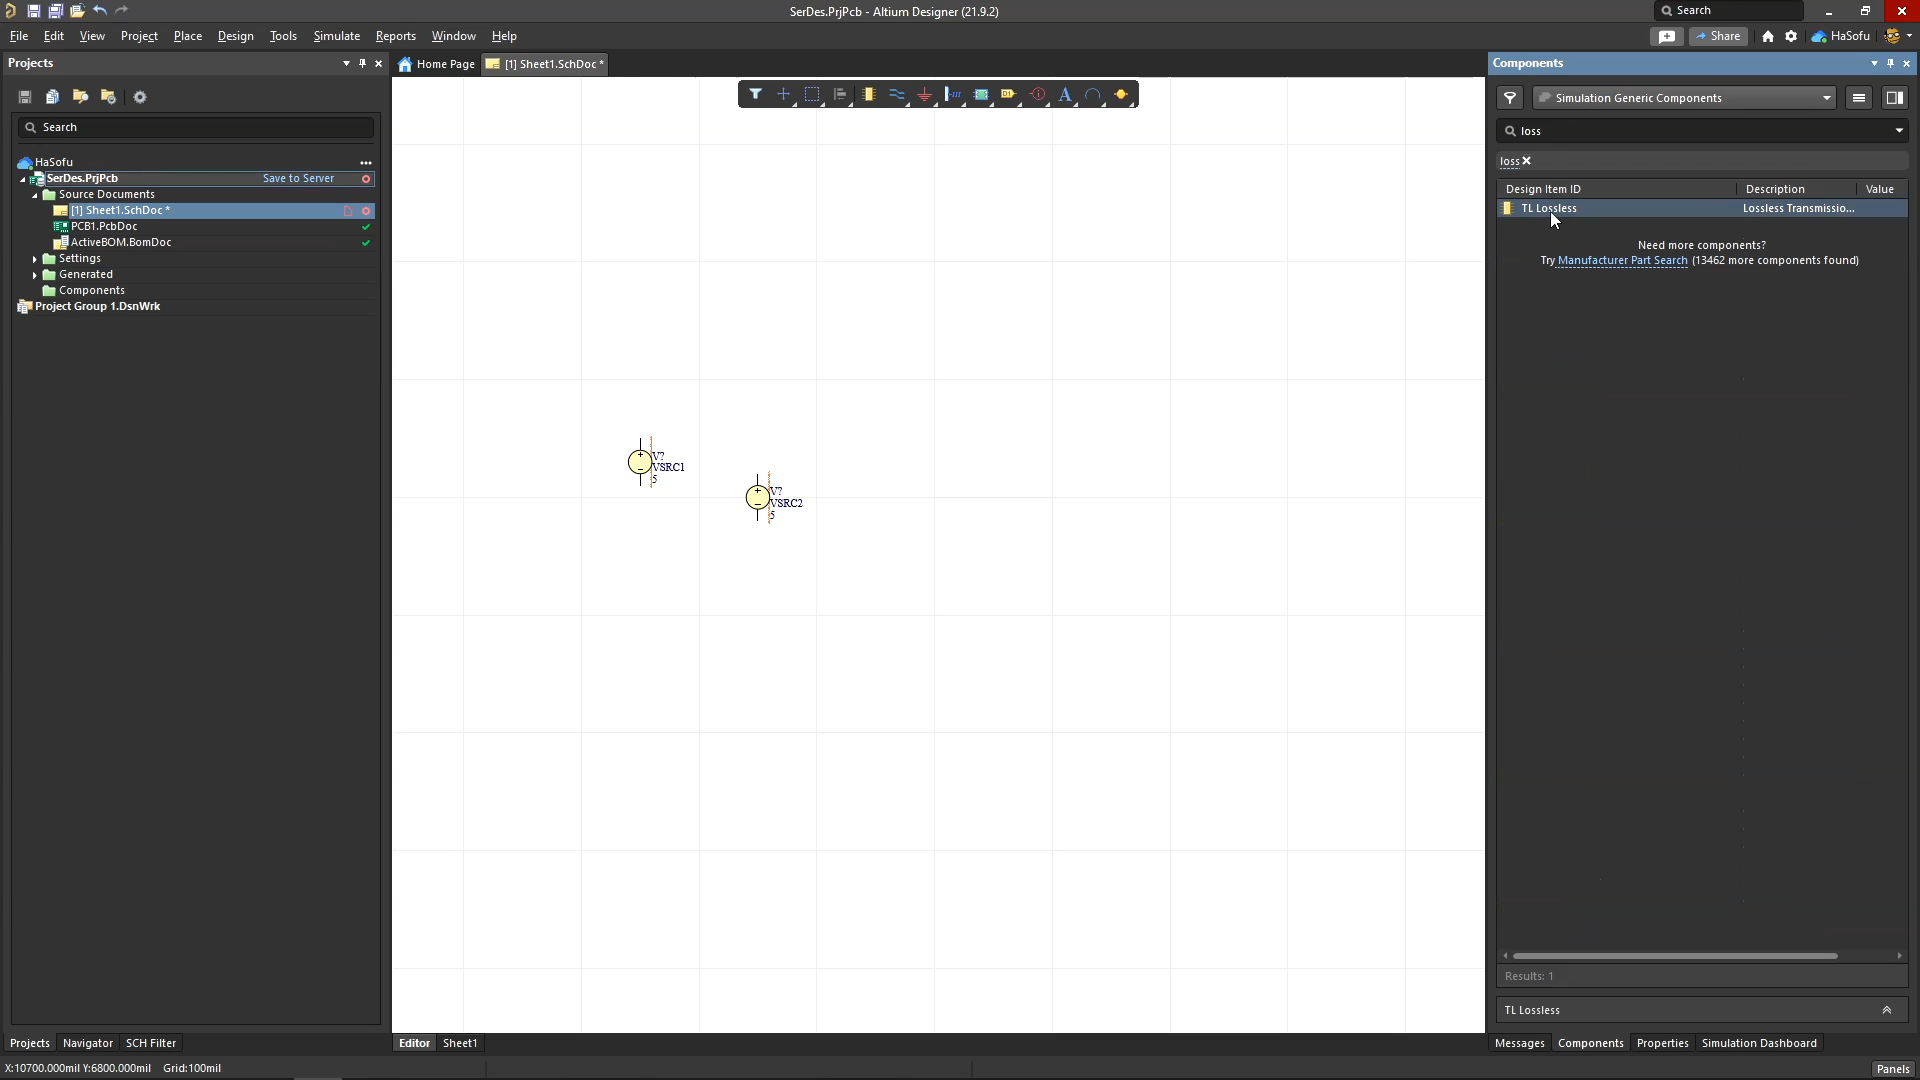 SerDes.PrjPcb - Altium Designer (21.9.2)
Search
File Edit View Project Place Design Tools Simulate Reports Window Help
Share
HaSofu
Projects
Home Page
[1] Sheet1.SchDoc *
Components
Simulation Generic Components
Search
loss
HaSofu
loss
SerDes.PrjPcb
Save to Server
Design Item ID
Description
Value
Source Documents
[1] Sheet1.SchDoc *
TL Lossless
Lossless Transmissio...
PCB1.PcbDoc
ActiveBOM.BomDoc
Need more components?
Settings
Try Manufacturer Part Search (13462 more components found)
Generated
Components
Project Group 1.DsnWrk
V?
VSRC1
5
V?
VSRC2
5
Results: 1
TL Lossless
Projects Navigator SCH Filter
Editor Sheet1
Messages Components Properties Simulation Dashboard
X:10700.000mil Y:6800.000mil Grid:100mil
Panels